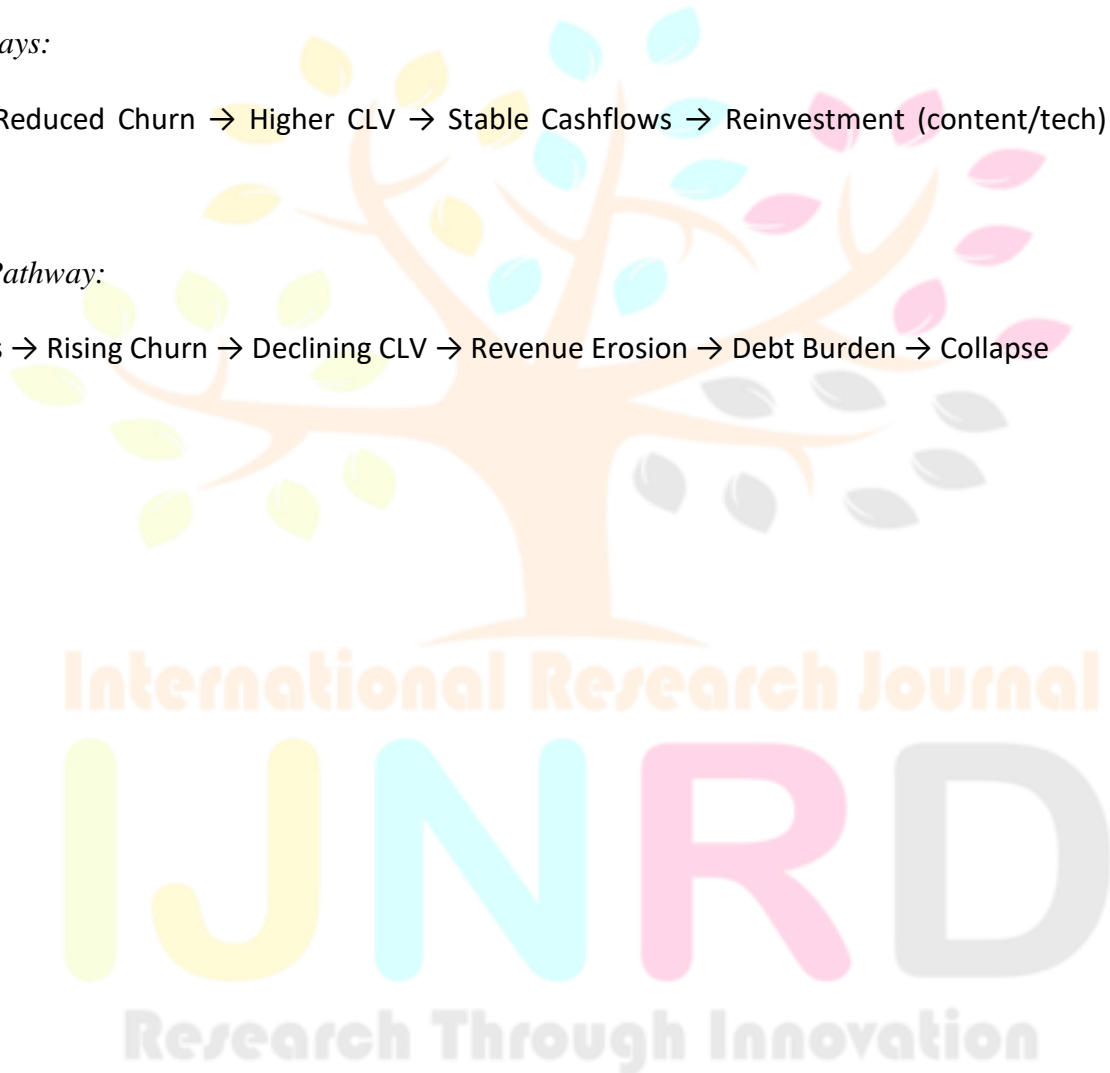 ays:
Reduced Churn → Higher CLV → Stable Cashflows → Reinvestment (content/tech)
Pathway:
s → Rising Churn → Declining CLV → Revenue Erosion → Debt Burden → Collapse
International Research Journal
IJNRD
Research Through Innovation